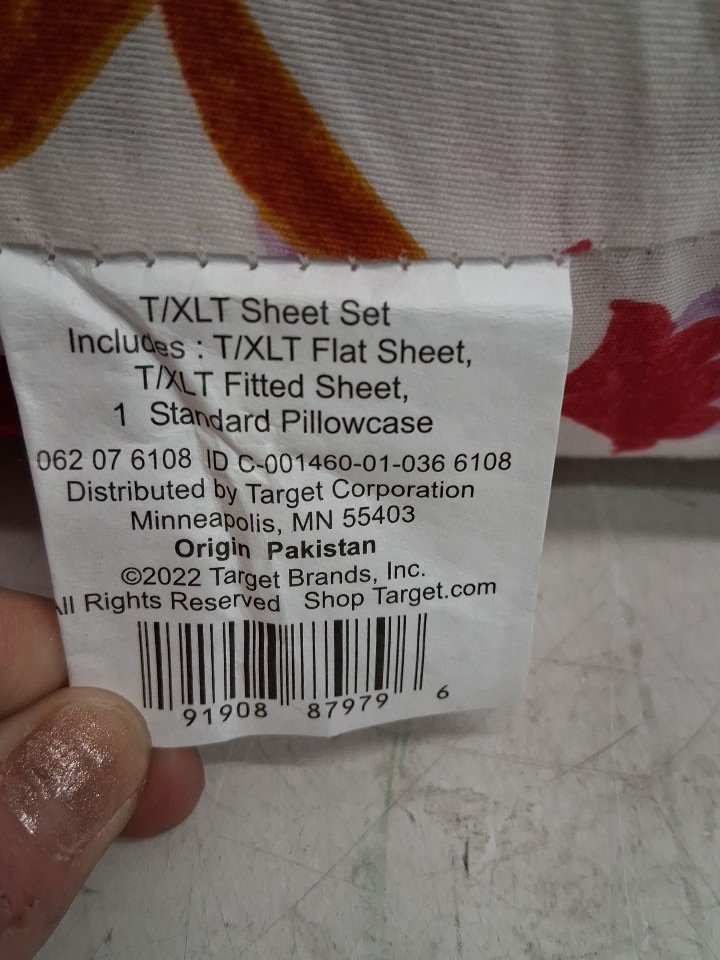 T/XLT Sheet Set
Includes : T/XLT Flat Sheet,
T/XLT Fitted Sheet,
1 Standard Pillowcase
062 07 6108 ID C-001460-01-036 6108
Distributed by Target Corporation
Minneapolis, MN 55403
Origin Pakistan
©2022 Target Brands, Inc.
All Rights Reserved Shop Target.com
91908 87979 6